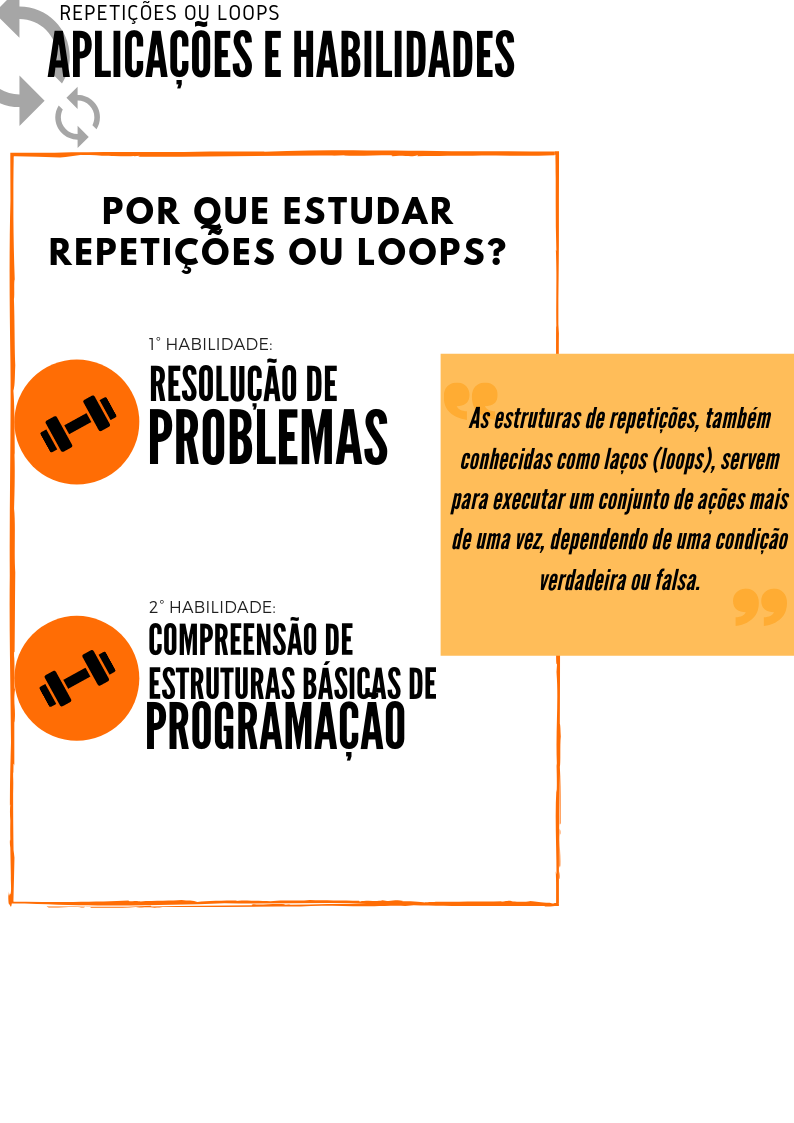 REPETIÇÕES OU LOOPS
APLICAÇÕES E HABILIDADES
POR QUE ESTUDAR
REPETIÇÕES OU LOOPS?
1° HABILIDADE:
RESOLUÇÃO DE
PROBLEMAS
As estruturas de repetições, também
conhecidas como laços (loops), servem
para executar um conjunto de ações mais
de uma vez, dependendo de uma condição
verdadeira ou falsa.
2° HABILIDADE:
COMPREENSÃO DE
ESTRUTURAS BÁSICAS DE
PROGRAMAÇÃO